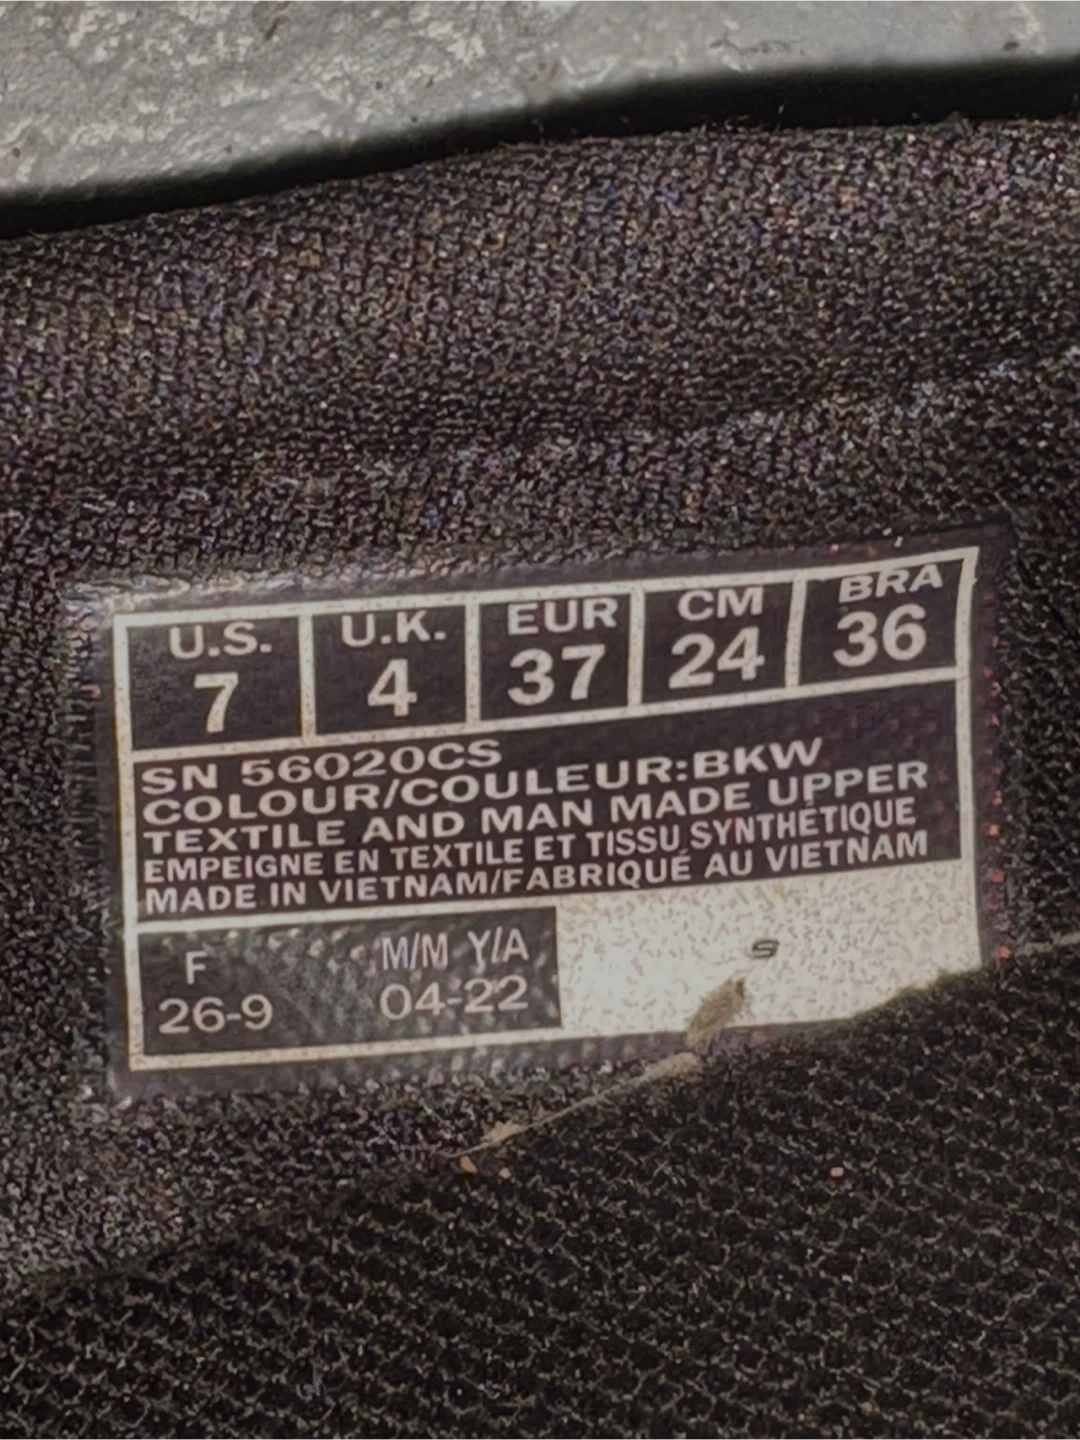 U.S. U.K. EUR CM BRA
7 4 37 24 36
SN 56020CS
COLOUR/COULEUR:BKW
TEXTILE AND MAN MADE UPPER
EMPEIGNE EN TEXTILE ET TISSU SYNTHÉTIQUE
MADE IN VIETNAM/FABRIQUÉ AU VIETNAM
F M/M Y/A
26-9 04-22